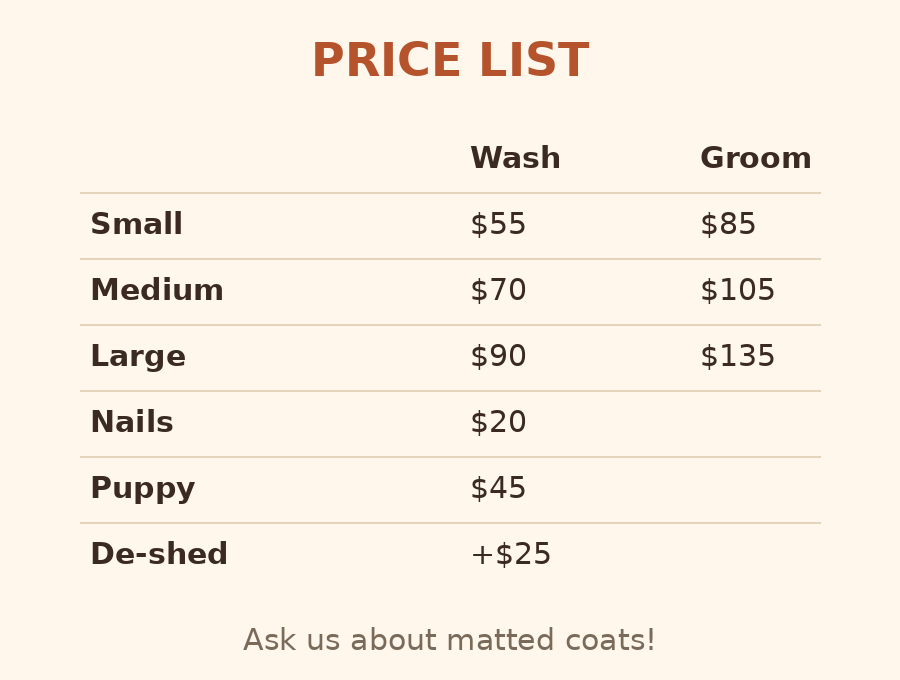 PRICE LIST
Wash Groom
Small $55 $85
Medium $70 $105
Large $90 $135
Nails $20
Puppy $45
De-shed +$25
Ask us about matted coats!